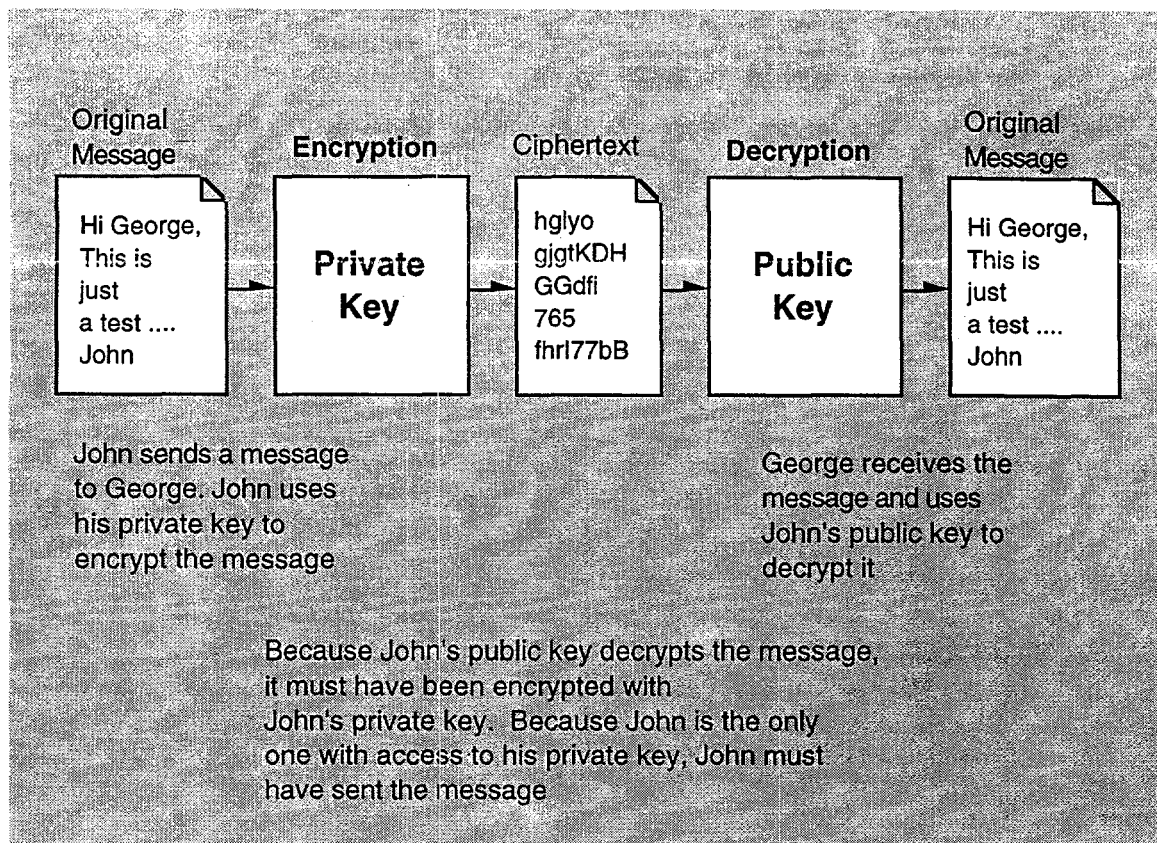 Original
Message
Encryption
Ciphertext
Decryption
Original
Message
Hi George,
This is
just
a test ....
John
Private
Key
hglyo
gjgtKDH
GGdfi
765
fhrl77bB
Public
Key
Hi George,
This is
just
a test ....
John
John sends a message
to George. John uses
his private key to
encrypt the message
George receives the
message and uses
John's public key to
decrypt it
Because John's public key decrypts the message,
it must have been encrypted with
John's private key. Because John is the only
one with access to his private key, John must
have sent the message